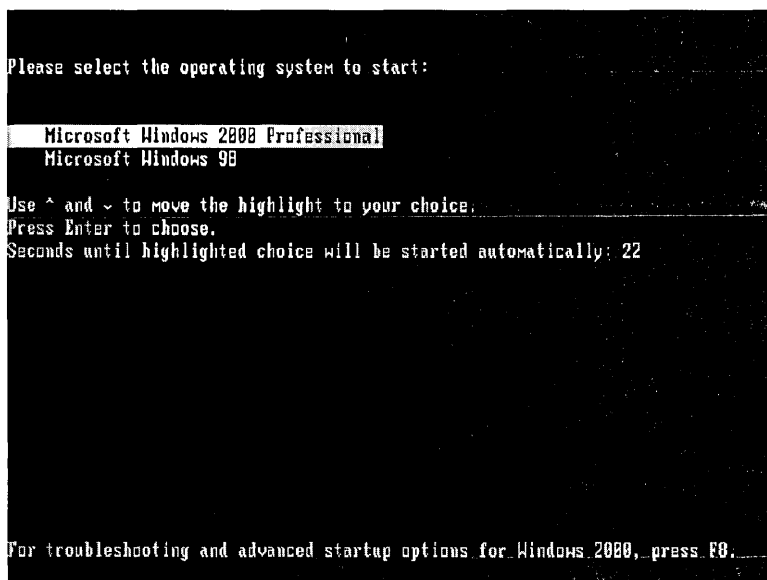 Please select the operating system to start:
Microsoft Windows 2000 Professional
Microsoft Windows 98
Use ^ and ⌄ to move the highlight to your choice.
Press Enter to choose.
Seconds until highlighted choice will be started automatically: 22
For troubleshooting and advanced startup options for Windows 2000, press F8.